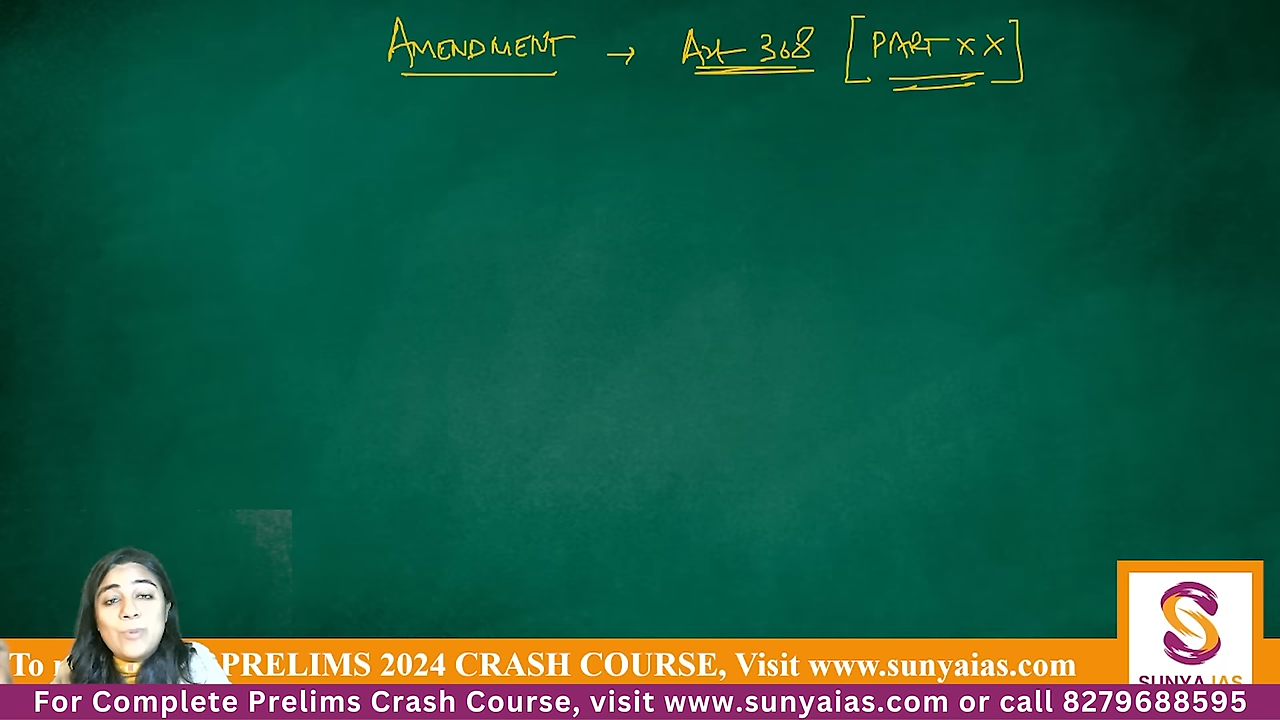 AMENDMENT → Art 368 [PART XX]
To PRELIMS 2024 CRASH COURSE, Visit www.sunyaias.com
SUNYA IAS
For Complete Prelims Crash Course, visit www.sunyaias.com or call 8279688595